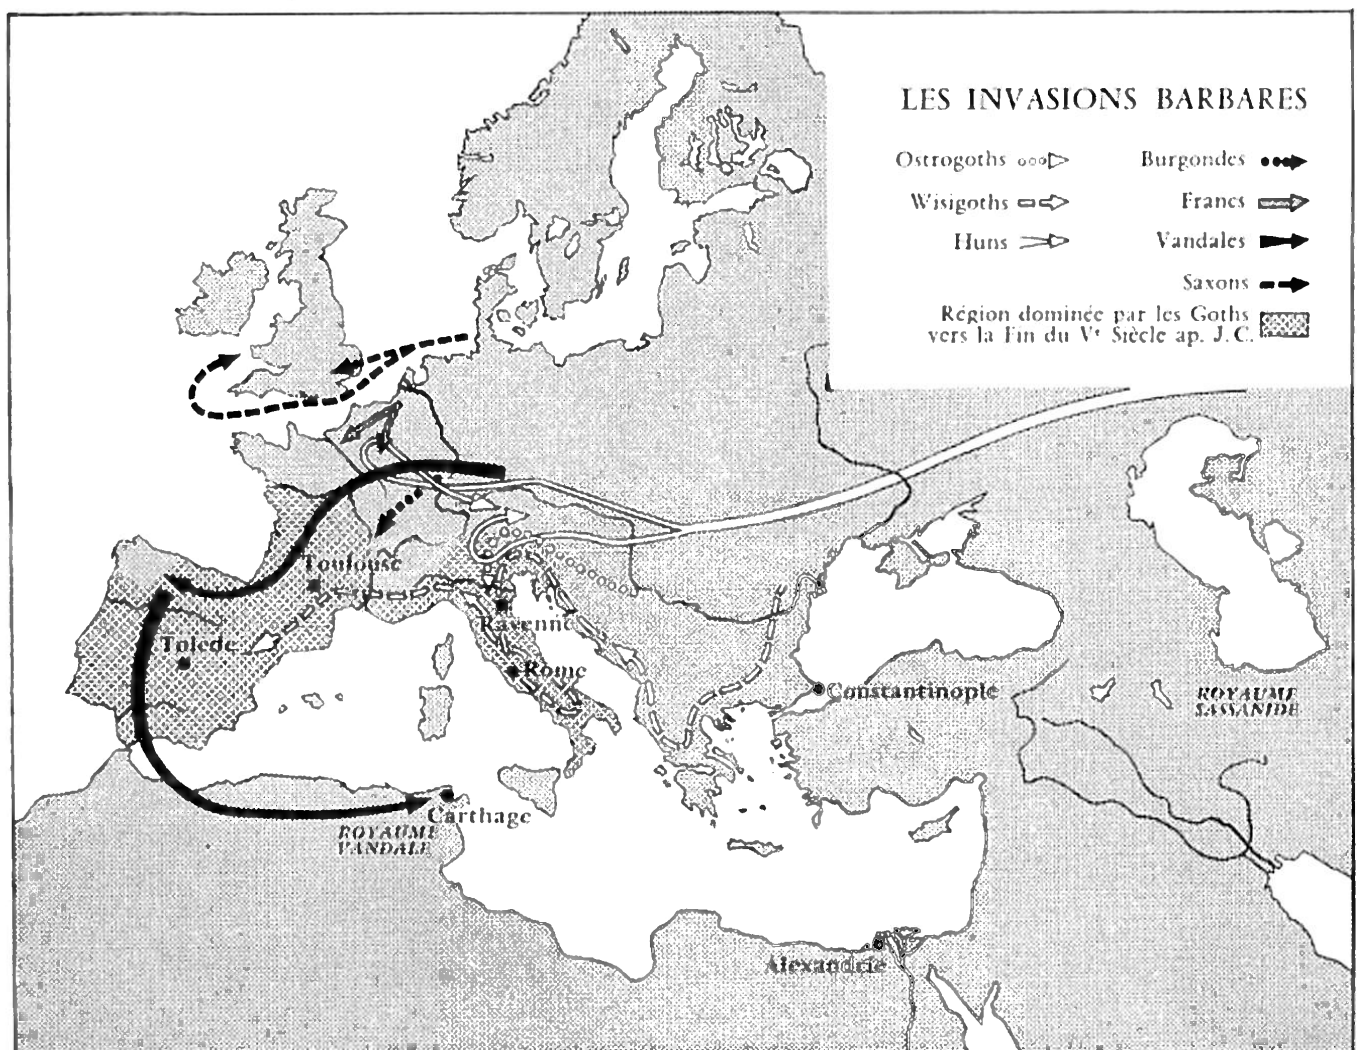 LES INVASIONS BARBARES
Ostrogoths
Burgondes
Wisigoths
Francs
Huns
Vandales
Saxons
Région dominée par les Goths
vers la Fin du Vᵉ Siècle ap. J.C.
Toulouse
Ravenne
Tolède
Rome
Constantinople
ROYAUME
SASSANIDE
Carthage
ROYAUME
VANDALE
Alexandrie